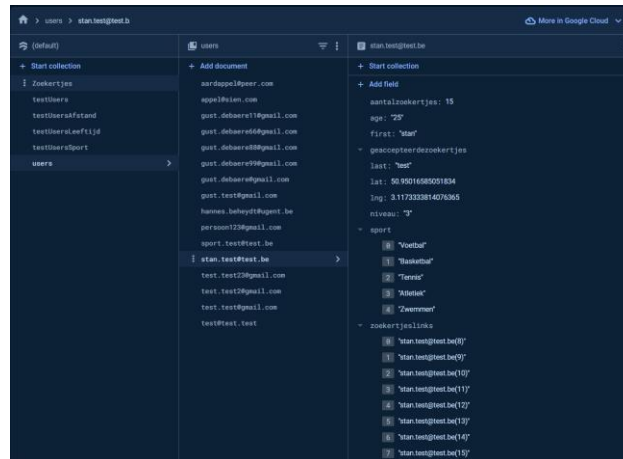 users > stan.test@test.b
More in Google Cloud
(default)
+ Start collection
Zoekertjes
testUsers
testUsersAfstand
testUsersLeeftijd
testUsersSport
users
users
+ Add document
aardappel@peer.com
appel@sien.com
gust.debaere11@gmail.com
gust.debaere66@gmail.com
gust.debaere88@gmail.com
gust.debaere99@gmail.com
gust.debaere@gmail.com
gust.test@gmail.com
hannes.beheydt@ugent.be
persoon123@gmail.com
sport.test@test.be
stan.test@test.be
test.test23@gmail.com
test.test2@gmail.com
test.test@gmail.com
test@test.test
stan.test@test.be
+ Start collection
+ Add field
aantalzoekertjes: 15
age: "25"
first: "stan"
geaccepteerdezoekertjes
last: "test"
lat: 50.95016585051834
lng: 3.1173333814076365
niveau: "3"
sport
0 "Voetbal"
1 "Basketbal"
2 "Tennis"
3 "Atletiek"
4 "Zwemmen"
zoekertjeslinks
0 "stan.test@test.be(8)"
1 "stan.test@test.be(9)"
2 "stan.test@test.be(10)"
3 "stan.test@test.be(11)"
4 "stan.test@test.be(12)"
5 "stan.test@test.be(13)"
6 "stan.test@test.be(14)"
7 "stan.test@test.be(15)"